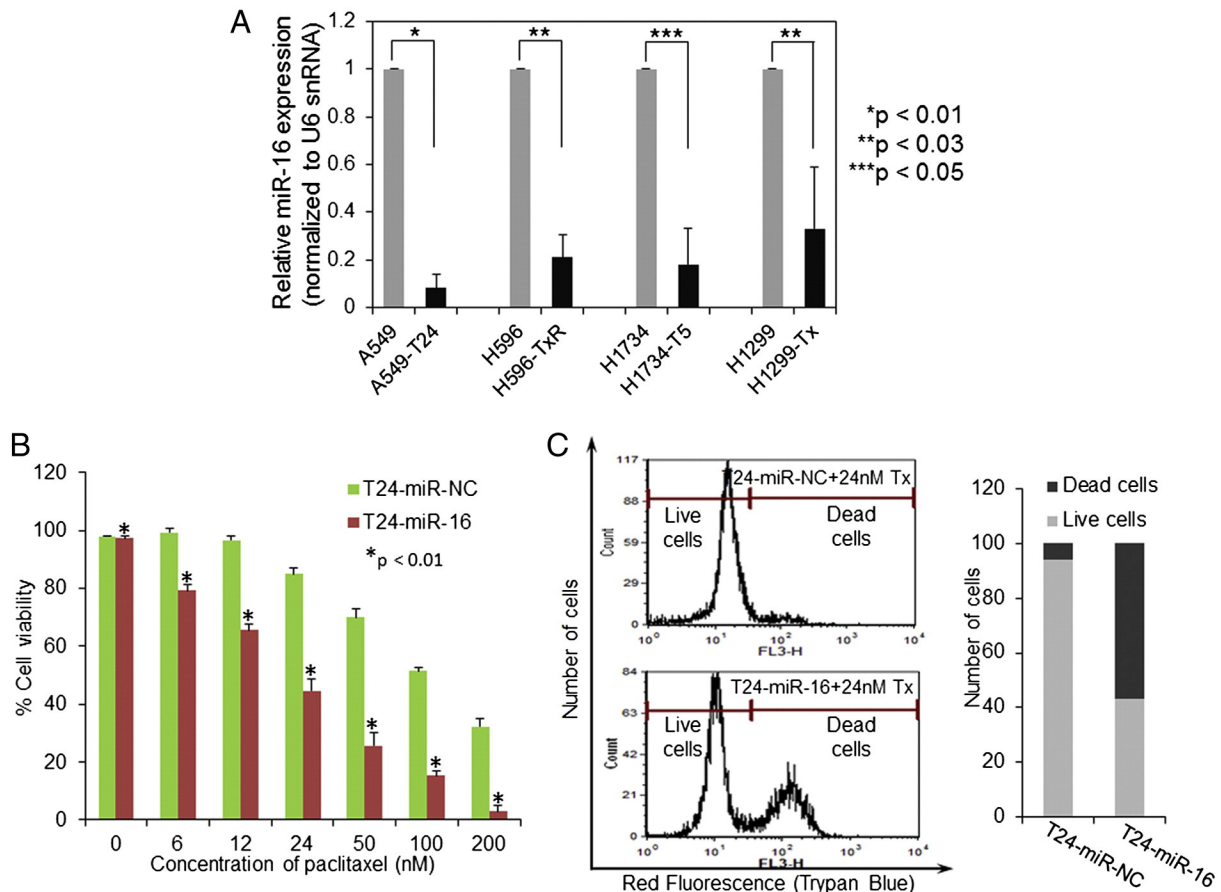 A
Relative miR-16 expression
(normalized to U6 snRNA)
1.2
1
0.8
0.6
0.4
0.2
0
* ** *** **
*p < 0.01
**p < 0.03
***p < 0.05
A549
A549-T24
H596
H596-TxR
H1734
H1734-T5
H1299
H1299-Tx
B
% Cell viability
120
100
80
60
40
20
0
T24-miR-NC
T24-miR-16
*p < 0.01
* * * * * * *
0 6 12 24 50 100 200
Concentration of paclitaxel (nM)
C
Number of cells
Count
117
88
59
29
0
T24-miR-NC+24nM Tx
Live cells
Dead cells
10^0 10^1 10^2 10^3 10^4
FL3-H
Count
84
63
42
21
0
T24-miR-16+24nM Tx
Live cells
Dead cells
10^0 10^1 10^2 10^3 10^4
FL3-H
Red Fluorescence (Trypan Blue)
Number of cells
120
100
80
60
40
20
0
Dead cells
Live cells
T24-miR-NC
T24-miR-16